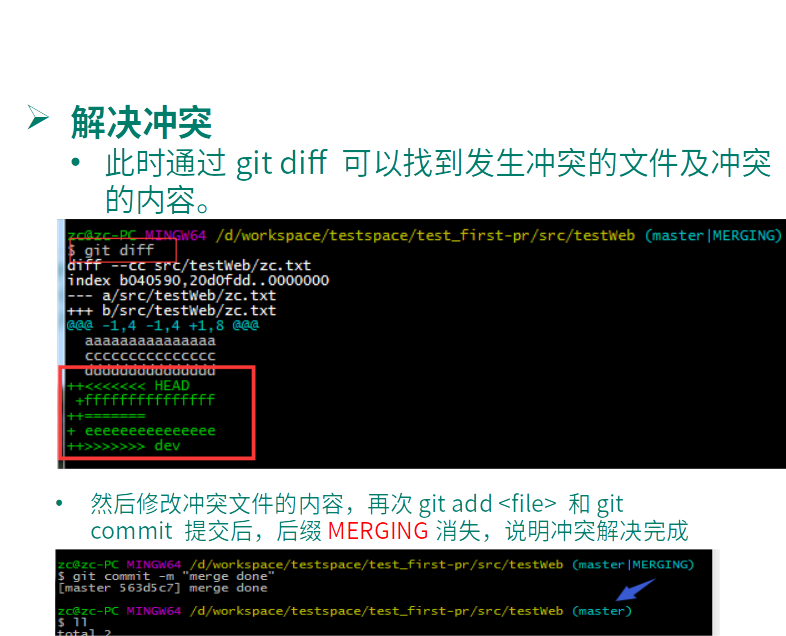 解决冲突
此时通过 git diff 可以找到发生冲突的文件及冲突
的内容。
zc@zc-PC MINGW64 /d/workspace/testspace/test_first-pr/src/testWeb (master|MERGING)
$ git diff
diff --cc src/testWeb/zc.txt
index b040590,20d0fdd..0000000
--- a/src/testWeb/zc.txt
+++ b/src/testWeb/zc.txt
@@@ -1,4 -1,4 +1,8 @@@
aaaaaaaaaaaaaaa
ccccccccccccccc
ddddddddddddddd
++<<<<<<< HEAD
+fffffffffffffff
++=======
+ eeeeeeeeeeeeeee
++>>>>>>> dev
然后修改冲突文件的内容，再次 git add <file> 和 git
commit 提交后，后缀 MERGING 消失，说明冲突解决完成
zc@zc-PC MINGW64 /d/workspace/testspace/test_first-pr/src/testWeb (master|MERGING)
$ git commit -m "merge done"
[master 563d5c7] merge done
zc@zc-PC MINGW64 /d/workspace/testspace/test_first-pr/src/testWeb (master)
$ ll
total 2